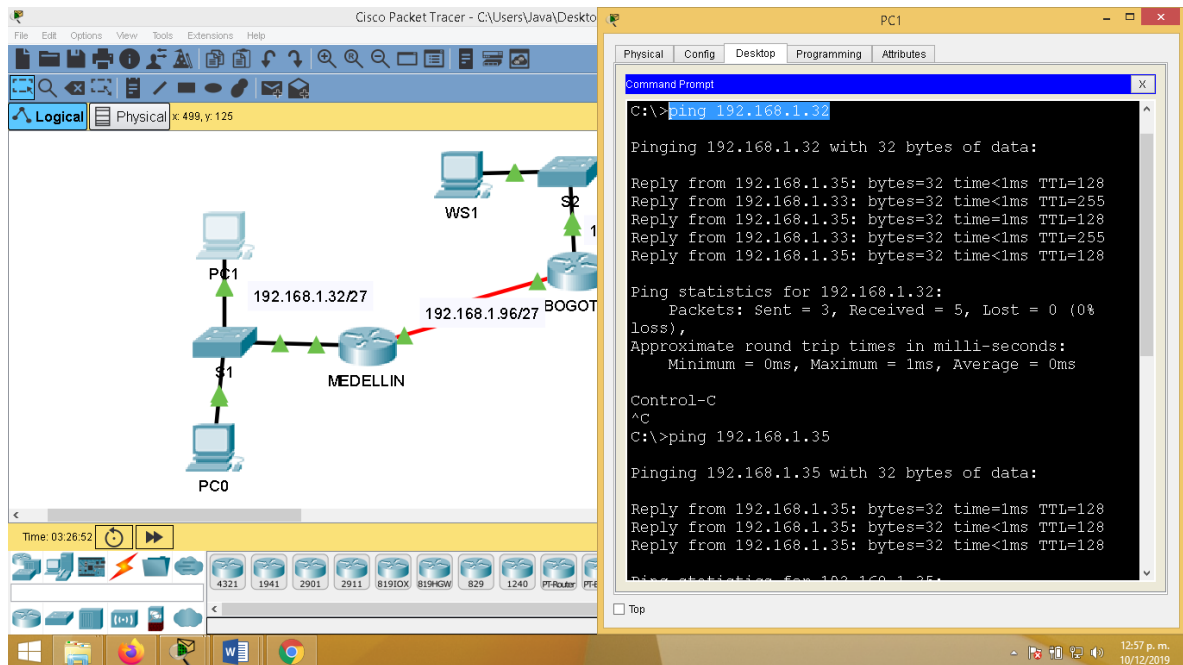 Cisco Packet Tracer - C:\Users\Java\Deskto
File Edit Options View Tools Extensions Help
Logical Physical x: 499, y: 125
WS1
S2
1
PC1
192.168.1.32/27
192.168.1.96/27
BOGOT
S1
MEDELLIN
PC0
Time: 03:26:52
4321 1941 2901 2911 819IOX 819HGW 829 1240 PT-Router PT-E
PC1
Physical Config Desktop Programming Attributes
Command Prompt X
C:\>ping 192.168.1.32
Pinging 192.168.1.32 with 32 bytes of data:
Reply from 192.168.1.35: bytes=32 time<1ms TTL=128
Reply from 192.168.1.33: bytes=32 time<1ms TTL=255
Reply from 192.168.1.35: bytes=32 time=1ms TTL=128
Reply from 192.168.1.33: bytes=32 time<1ms TTL=255
Reply from 192.168.1.35: bytes=32 time<1ms TTL=128
Ping statistics for 192.168.1.32:
Packets: Sent = 3, Received = 5, Lost = 0 (0%
loss),
Approximate round trip times in milli-seconds:
Minimum = 0ms, Maximum = 1ms, Average = 0ms
Control-C
^C
C:\>ping 192.168.1.35
Pinging 192.168.1.35 with 32 bytes of data:
Reply from 192.168.1.35: bytes=32 time=1ms TTL=128
Reply from 192.168.1.35: bytes=32 time<1ms TTL=128
Reply from 192.168.1.35: bytes=32 time<1ms TTL=128
Ping statistics for 192.168.1.35:
Top
12:57 p. m.
10/12/2019